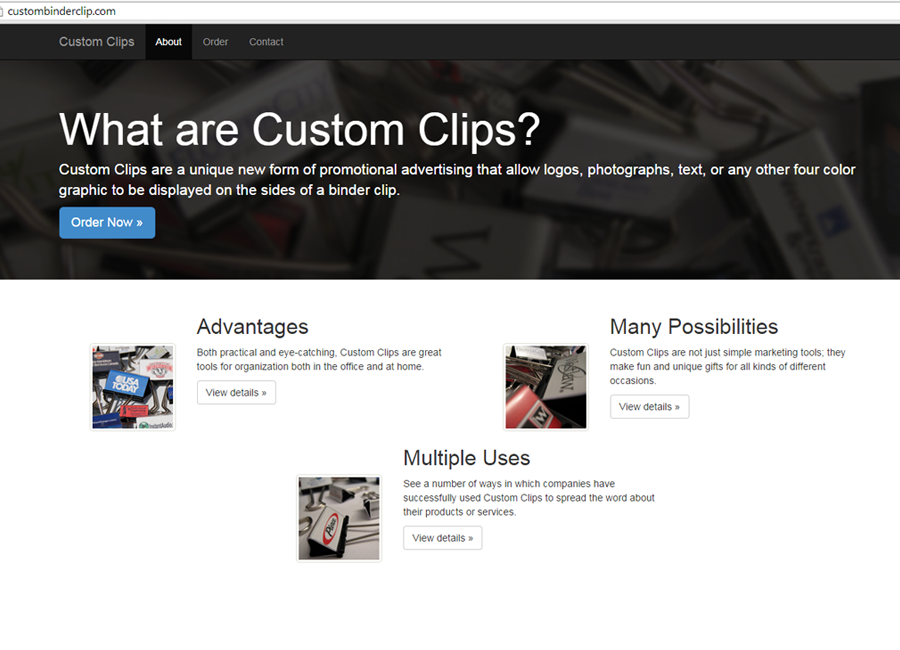 custombinderclip.com
Custom Clips About Order Contact
What are Custom Clips?
Custom Clips are a unique new form of promotional advertising that allow logos, photographs, text, or any other four color
graphic to be displayed on the sides of a binder clip.
Order Now »
Advantages
Both practical and eye-catching, Custom Clips are great
tools for organization both in the office and at home.
View details »
USA
TODAY
Many Possibilities
Custom Clips are not just simple marketing tools; they
make fun and unique gifts for all kinds of different
occasions.
View details »
W
Multiple Uses
See a number of ways in which companies have
successfully used Custom Clips to spread the word about
their products or services.
View details »